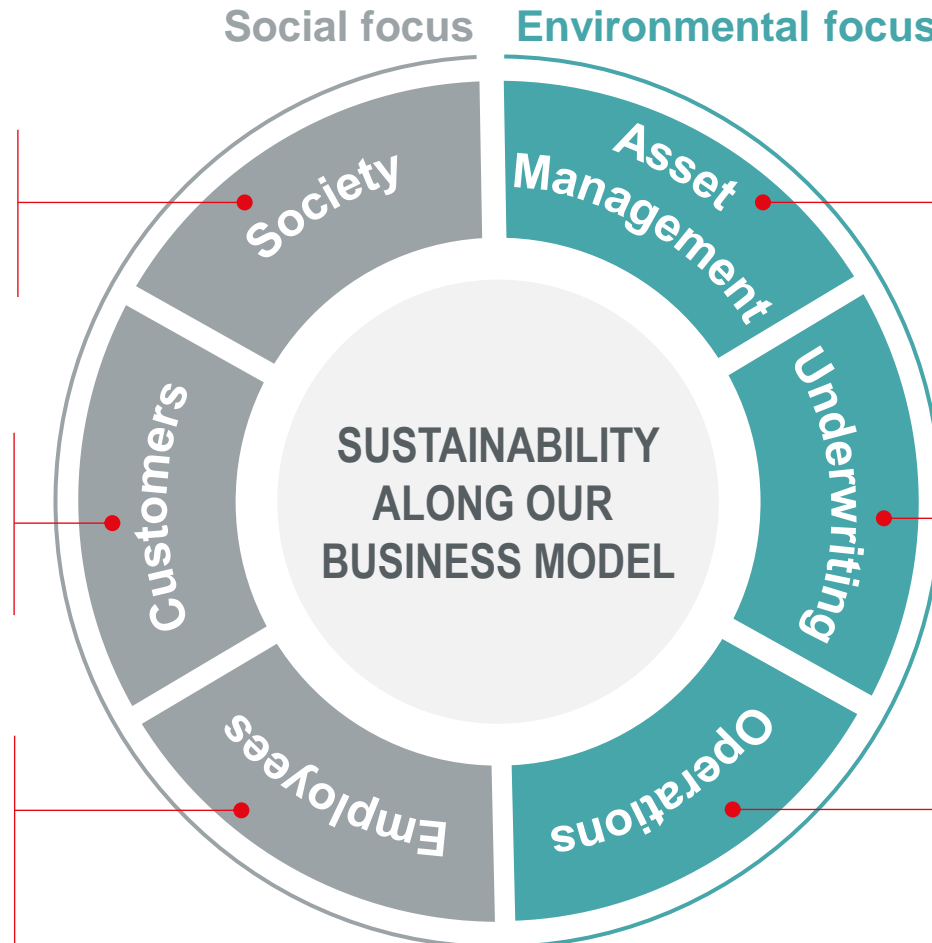 Social focus
Environmental focus
Society
Asset
Management
Customers
Underwriting
SUSTAINABILITY
ALONG OUR
BUSINESS MODEL
Employees
Operations